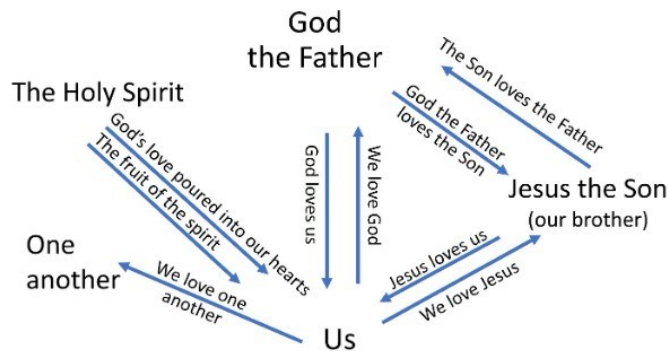 God
the Father
The Holy Spirit
The Son loves the Father
God the Father
loves the Son
God's love poured into our hearts
The fruit of the spirit
God loves us
We love God
Jesus the Son
(our brother)
One
another
Jesus loves us
We love Jesus
We love one
another
Us